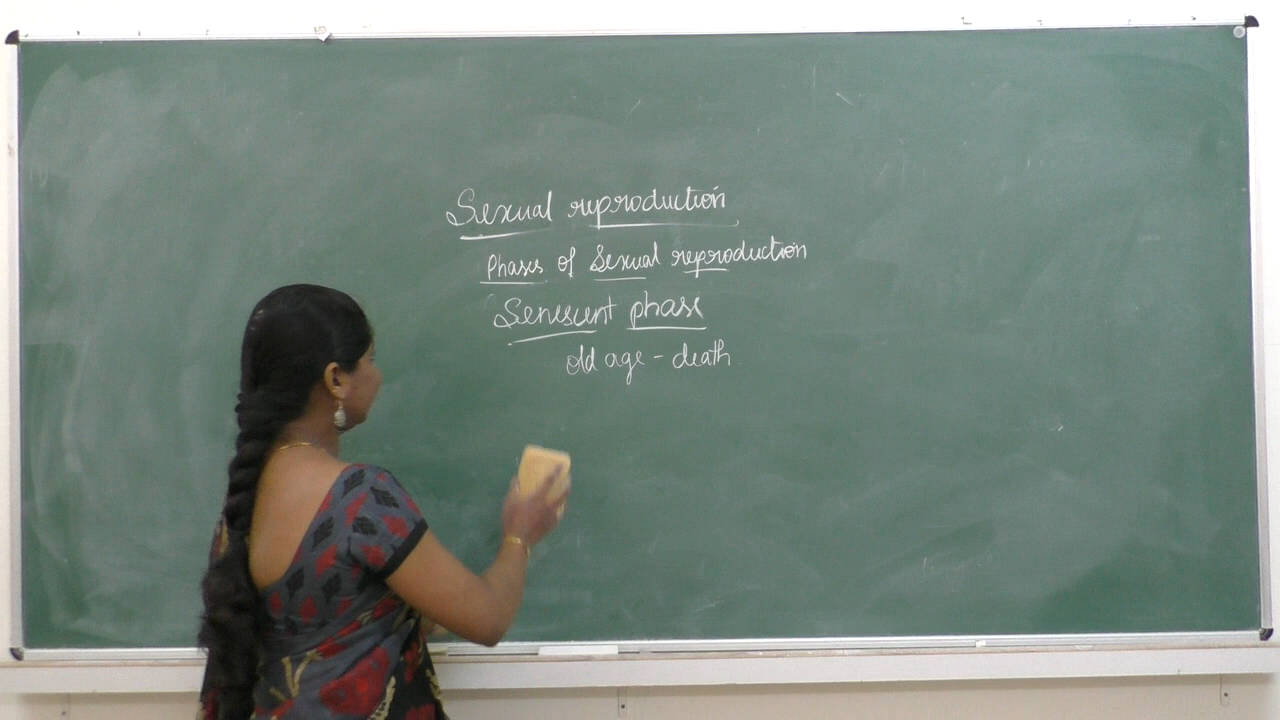 Sexual reproduction
Phases of Sexual reproduction
Senescent phase
old age - death